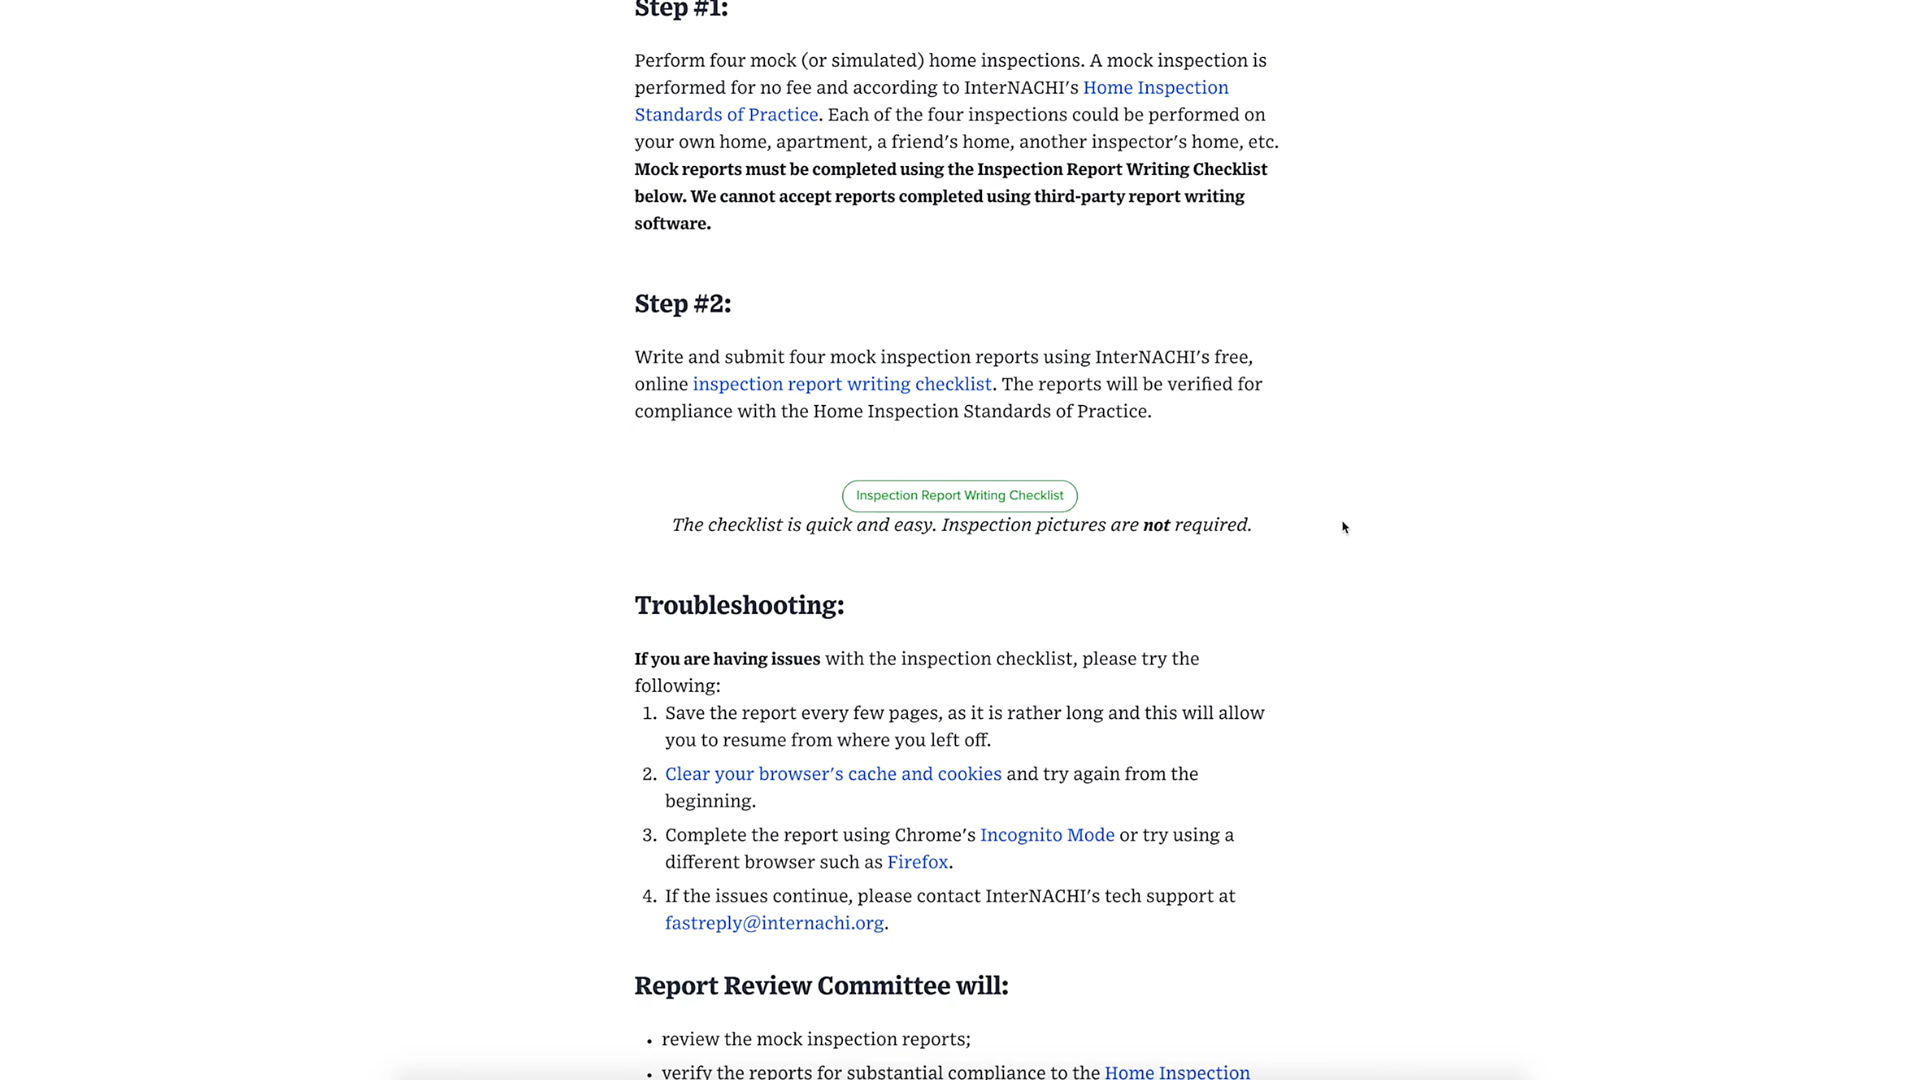 Step #1:
Perform four mock (or simulated) home inspections. A mock inspection is
performed for no fee and according to InterNACHI's Home Inspection
Standards of Practice. Each of the four inspections could be performed on
your own home, apartment, a friend's home, another inspector's home, etc.
Mock reports must be completed using the Inspection Report Writing Checklist
below. We cannot accept reports completed using third-party report writing
software.
Step #2:
Write and submit four mock inspection reports using InterNACHI's free,
online inspection report writing checklist. The reports will be verified for
compliance with the Home Inspection Standards of Practice.
Inspection Report Writing Checklist
The checklist is quick and easy. Inspection pictures are not required.
Troubleshooting:
If you are having issues with the inspection checklist, please try the
following:
1. Save the report every few pages, as it is rather long and this will allow
you to resume from where you left off.
2. Clear your browser's cache and cookies and try again from the
beginning.
3. Complete the report using Chrome's Incognito Mode or try using a
different browser such as Firefox.
4. If the issues continue, please contact InterNACHI's tech support at
fastreply@internachi.org.
Report Review Committee will:
• review the mock inspection reports;
• verify the reports for substantial compliance to the Home Inspection